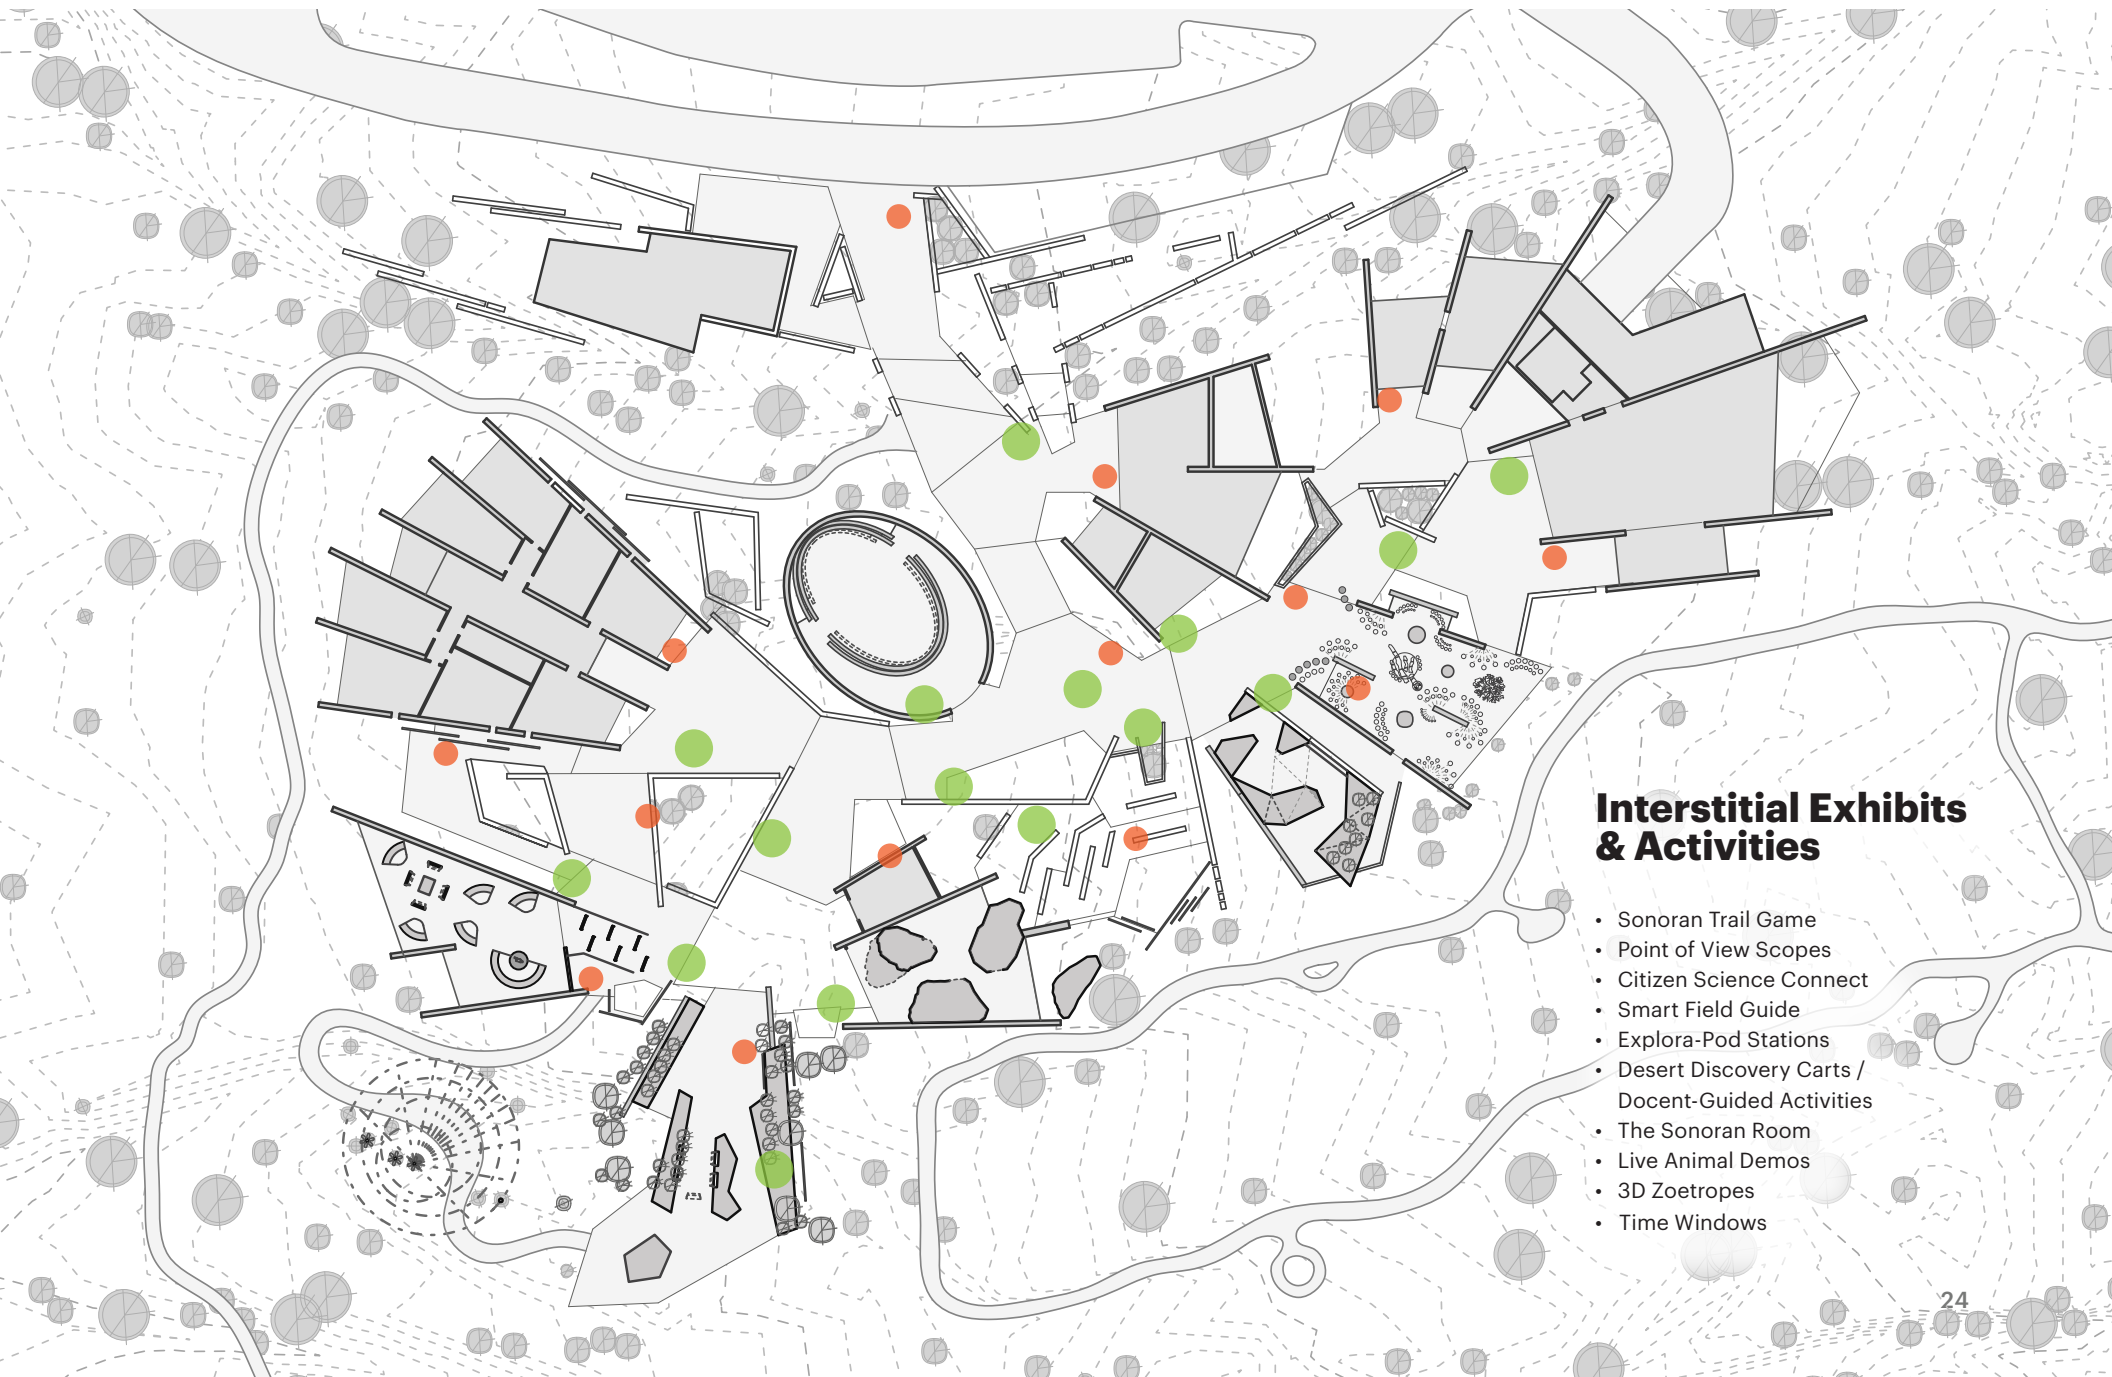 Interstitial Exhibits
& Activities
• Sonoran Trail Game
• Point of View Scopes
• Citizen Science Connect
• Smart Field Guide
• Explora-Pod Stations
• Desert Discovery Carts /
Docent-Guided Activities
• The Sonoran Room
• Live Animal Demos
• 3D Zoetropes
• Time Windows
24